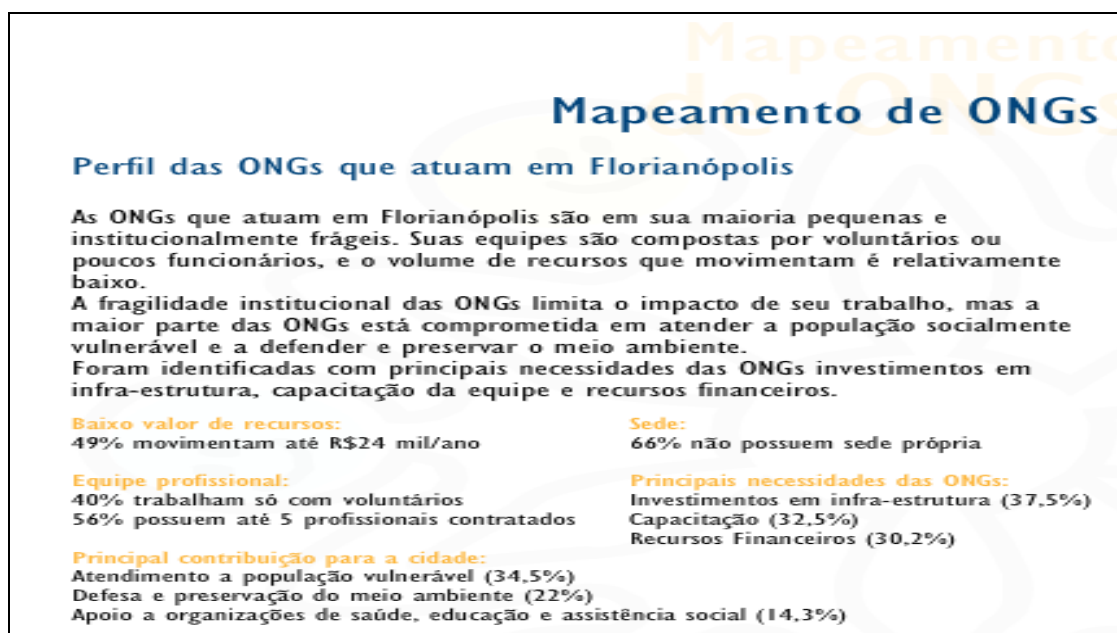 Mapeamento
de ONGs
Mapeamento de ONGs
Perfil das ONGs que atuam em Florianópolis
As ONGs que atuam em Florianópolis são em sua maioria pequenas e
institucionalmente frágeis. Suas equipes são compostas por voluntários ou
poucos funcionários, e o volume de recursos que movimentam é relativamente
baixo.
A fragilidade institucional das ONGs limita o impacto de seu trabalho, mas a
maior parte das ONGs está comprometida em atender a população socialmente
vulnerável e a defender e preservar o meio ambiente.
Foram identificadas com principais necessidades das ONGs investimentos em
infra-estrutura, capacitação da equipe e recursos financeiros.
Baixo valor de recursos:
49% movimentam até R$24 mil/ano
Equipe profissional:
40% trabalham só com voluntários
56% possuem até 5 profissionais contratados
Principal contribuição para a cidade:
Atendimento a população vulnerável (34,5%)
Defesa e preservação do meio ambiente (22%)
Apoio a organizações de saúde, educação e assistência social (14,3%)
Sede:
66% não possuem sede própria
Principais necessidades das ONGs:
Investimentos em infra-estrutura (37,5%)
Capacitação (32,5%)
Recursos Financeiros (30,2%)